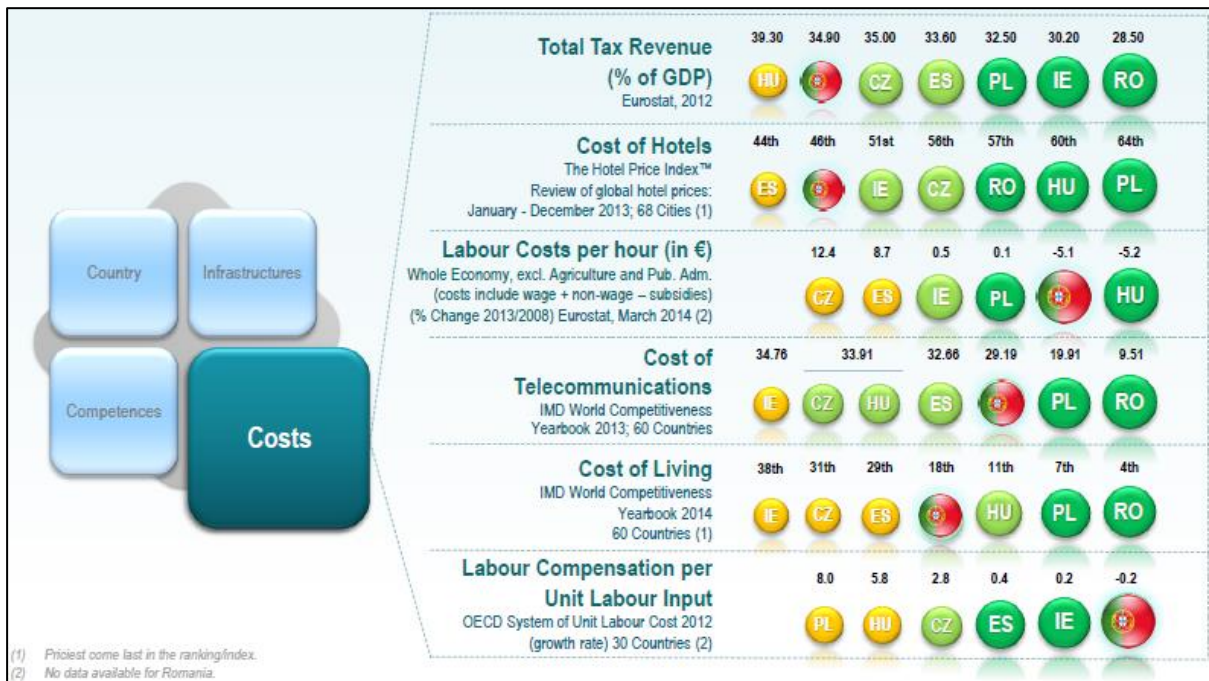 Country
Infrastructures
Competences
Costs
Total Tax Revenue
(% of GDP)
Eurostat, 2012
39.30 34.90 35.00 33.60 32.50 30.20 28.50
HU CZ ES PL IE RO
Cost of Hotels
The Hotel Price Index™
Review of global hotel prices:
January - December 2013; 68 Cities (1)
44th 46th 51st 56th 57th 60th 64th
ES IE CZ RO HU PL
Labour Costs per hour (in €)
Whole Economy, excl. Agriculture and Pub. Adm.
(costs include wage + non-wage – subsidies)
(% Change 2013/2008) Eurostat, March 2014 (2)
12.4 8.7 0.5 0.1 -5.1 -5.2
CZ ES IE PL HU
Cost of
Telecommunications
IMD World Competitiveness
Yearbook 2013; 60 Countries
34.76 33.91 32.66 29.19 19.91 9.51
IE CZ HU ES PL RO
Cost of Living
IMD World Competitiveness
Yearbook 2014
60 Countries (1)
38th 31th 29th 18th 11th 7th 4th
IE CZ ES HU PL RO
Labour Compensation per
Unit Labour Input
OECD System of Unit Labour Cost 2012
(growth rate) 30 Countries (2)
8.0 5.8 2.8 0.4 0.2 -0.2
PL HU CZ ES IE
(1) Priciest come last in the ranking/index.
(2) No data available for Romania.